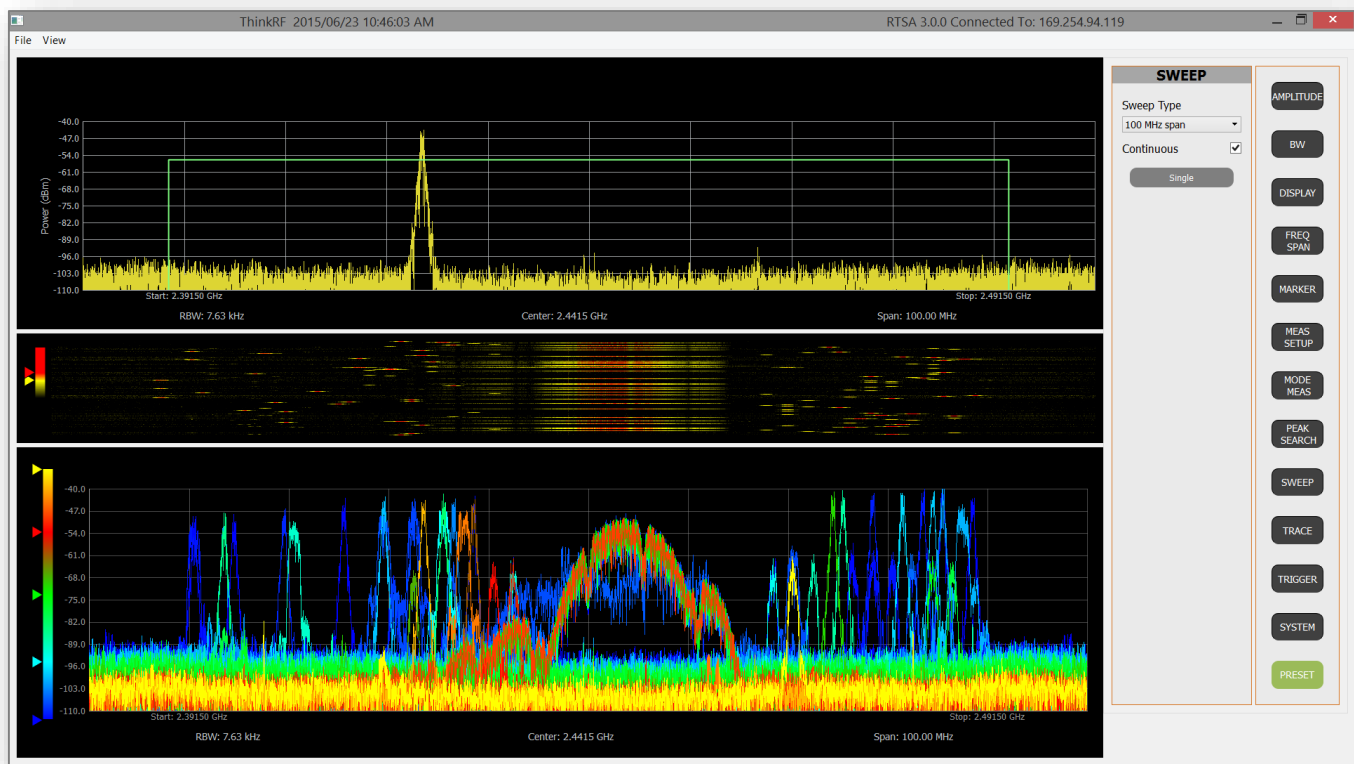 ThinkRF 2015/06/23 10:46:03 AM RTSA 3.0.0 Connected To: 169.254.94.119
File View
-40.0
-47.0
-54.0
-61.0
-68.0
-75.0
-82.0
-89.0
-96.0
-103.0
-110.0
Power (dBm)
Start: 2.39150 GHz Stop: 2.49150 GHz
RBW: 7.63 kHz Center: 2.4415 GHz Span: 100.00 MHz
-40.0
-47.0
-54.0
-61.0
-68.0
-75.0
-82.0
-89.0
-96.0
-103.0
-110.0
Start: 2.39150 GHz Stop: 2.49150 GHz
RBW: 7.63 kHz Center: 2.4415 GHz Span: 100.00 MHz
SWEEP
Sweep Type
100 MHz span
Continuous
Single
AMPLITUDE
BW
DISPLAY
FREQ
SPAN
MARKER
MEAS
SETUP
MODE
MEAS
PEAK
SEARCH
SWEEP
TRACE
TRIGGER
SYSTEM
PRESET